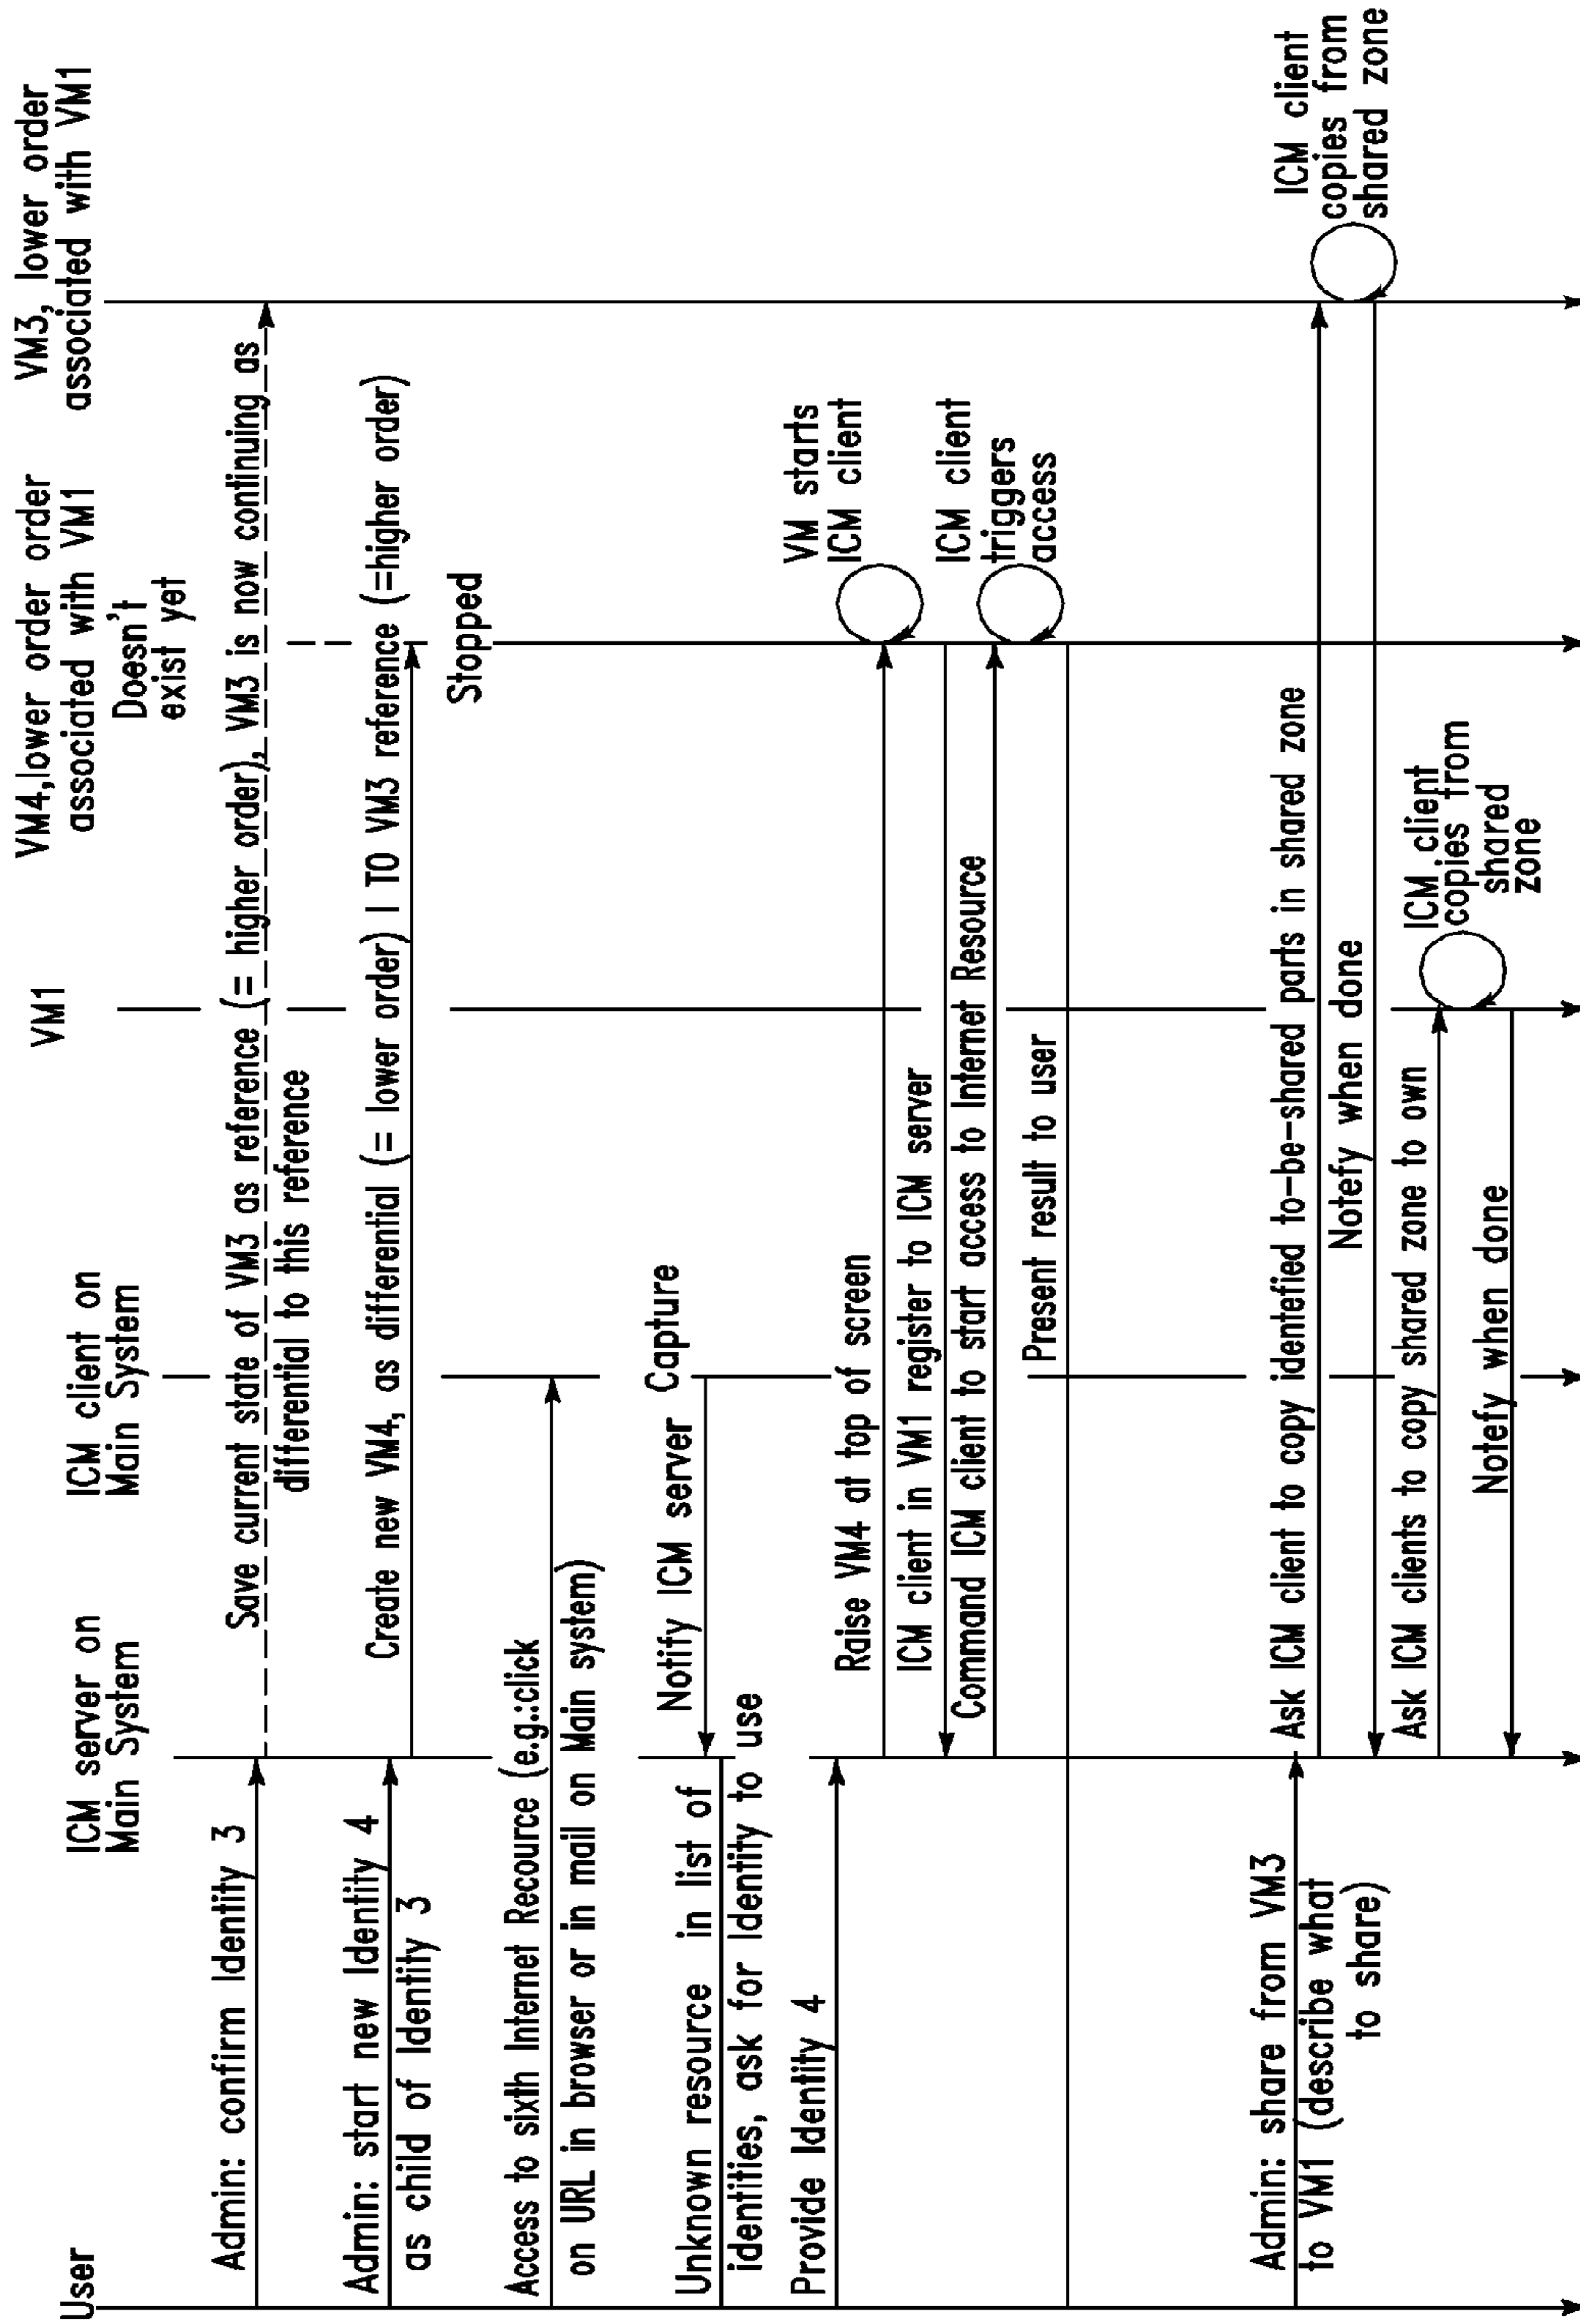 User
ICM server on
Main System
ICM client on
Main System
VM1
VM4,lower order order
associated with VM1
Doesn't
exist yet
VM3, lower order
associated with VM1
Admin: confirm Identity 3
Save current state of VM3 as reference (= higher order), VM3 is now continuing as
differential to this reference
Admin: start new Identity 4
as child of Identity 3
Create new VM4, as differential (= lower order) I TO VM3 reference (=higher order)
Stopped
Access to sixth Internet Recource (e.g.:click
on URL in browser or in mail on Main system)
Capture
Notify ICM server
Unknown resource in list of
identities, ask for Identity to use
Provide Identity 4
Raise VM4 at top of screen
VM starts
ICM client
ICM client in VM1 register to ICM server
Command ICM client to start access to Internet Resource
ICM client
triggers
access
Present result to user
Admin: share from VM3
to VM1 (describe what
to share)
Ask ICM client to copy identefied to-be-shared parts in shared zone
ICM client
copies from
shared zone
Notefy when done
Ask ICM clients to copy shared zone to own
ICM client
copies from
shared
zone
Notefy when done